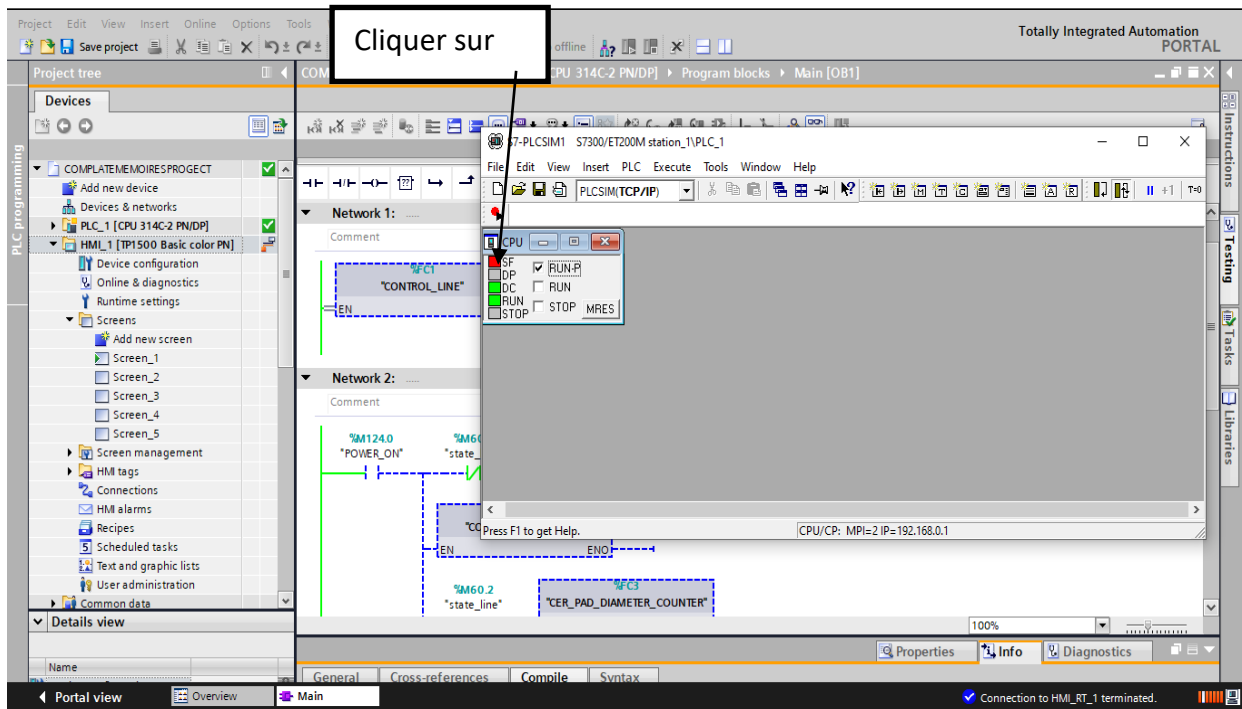 Project Edit View Insert Online Options Tools
Totally Integrated Automation
PORTAL
Save project
offline
Cliquer sur
Project tree
CPU 314C-2 PN/DP] Program blocks Main [OB1]
Devices
PLC programming
COMPLATEMEMOIRESPROGECT
Add new device
Devices & networks
PLC_1 [CPU 314C-2 PN/DP]
HMI_1 [TP1500 Basic color PN]
Device configuration
Online & diagnostics
Runtime settings
Screens
Add new screen
Screen_1
Screen_2
Screen_3
Screen_4
Screen_5
Screen management
HMI tags
Connections
HMI alarms
Recipes
5 Scheduled tasks
Text and graphic lists
User administration
Common data
Details view
Name
Network 1: .....
Comment
%FC1
"CONTROL_LINE"
EN
Network 2: .....
Comment
%M124.0
"POWER_ON"
"state_
EN ENO
%M60.2
"state_line"
%FC3
"CER_PAD_DIAMETER_COUNTER"
S7-PLCSIM1 S7300/ET200M station_1\PLC_1
File Edit View Insert PLC Execute Tools Window Help
PLCSIM(TCP/IP)
+1 T=0
CPU
SF
DP
DC
RUN
STOP
RUN-P
RUN
STOP
MRES
Press F1 to get Help.
CPU/CP: MPI=2 IP=192.168.0.1
100%
Properties Info Diagnostics
General Cross-references Compile Syntax
Instructions
Testing
Tasks
Libraries
Portal view Overview Main
Connection to HMI_RT_1 terminated.